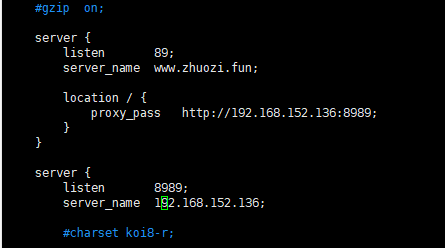 #gzip  on;
server {
listen       89;
server_name  www.zhuozi.fun;
location / {
proxy_pass   http://192.168.152.136:8989;
}
}
server {
listen       8989;
server_name  192.168.152.136;
#charset koi8-r;